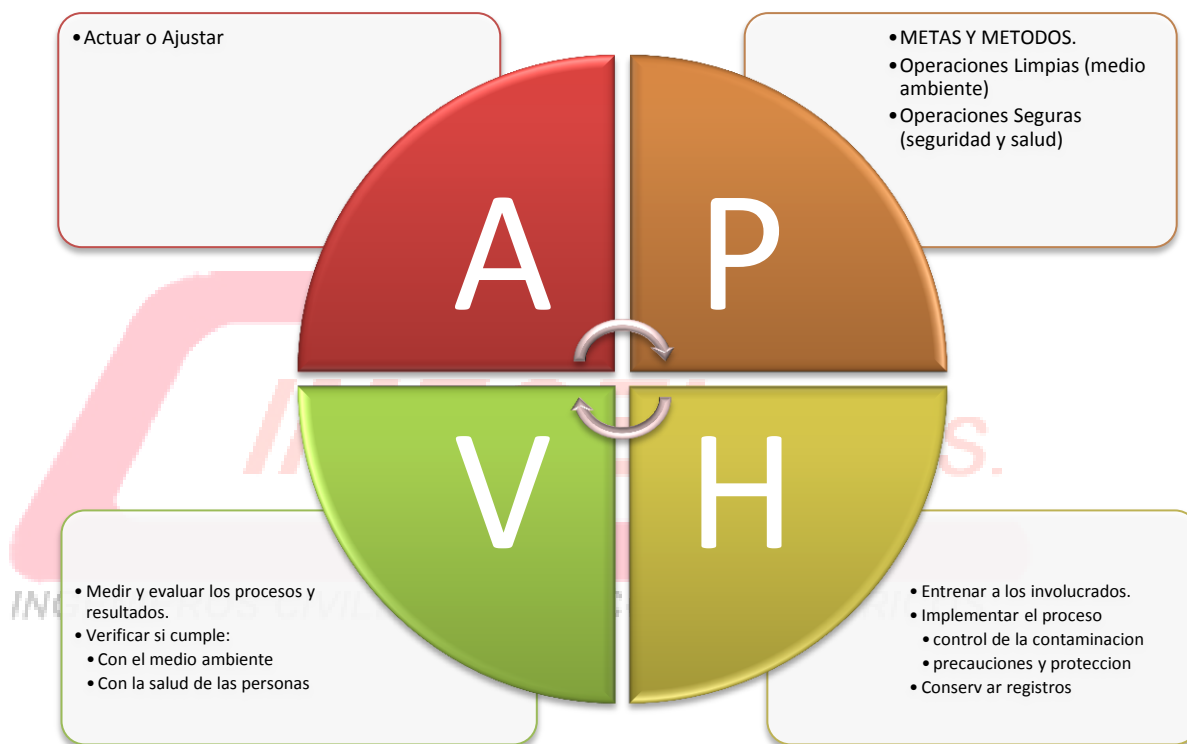 •Actuar o Ajustar
•METAS Y METODOS.
•Operaciones Limpias (medio
ambiente)
•Operaciones Seguras
(seguridad y salud)
A
P
V
H
• Medir y evaluar los procesos y
resultados.
• Verificar si cumple:
• Con el medio ambiente
• Con la salud de las personas
• Entrenar a los involucrados.
• Implementar el proceso
• control de la contaminacion
• precauciones y proteccion
• Conserv ar registros